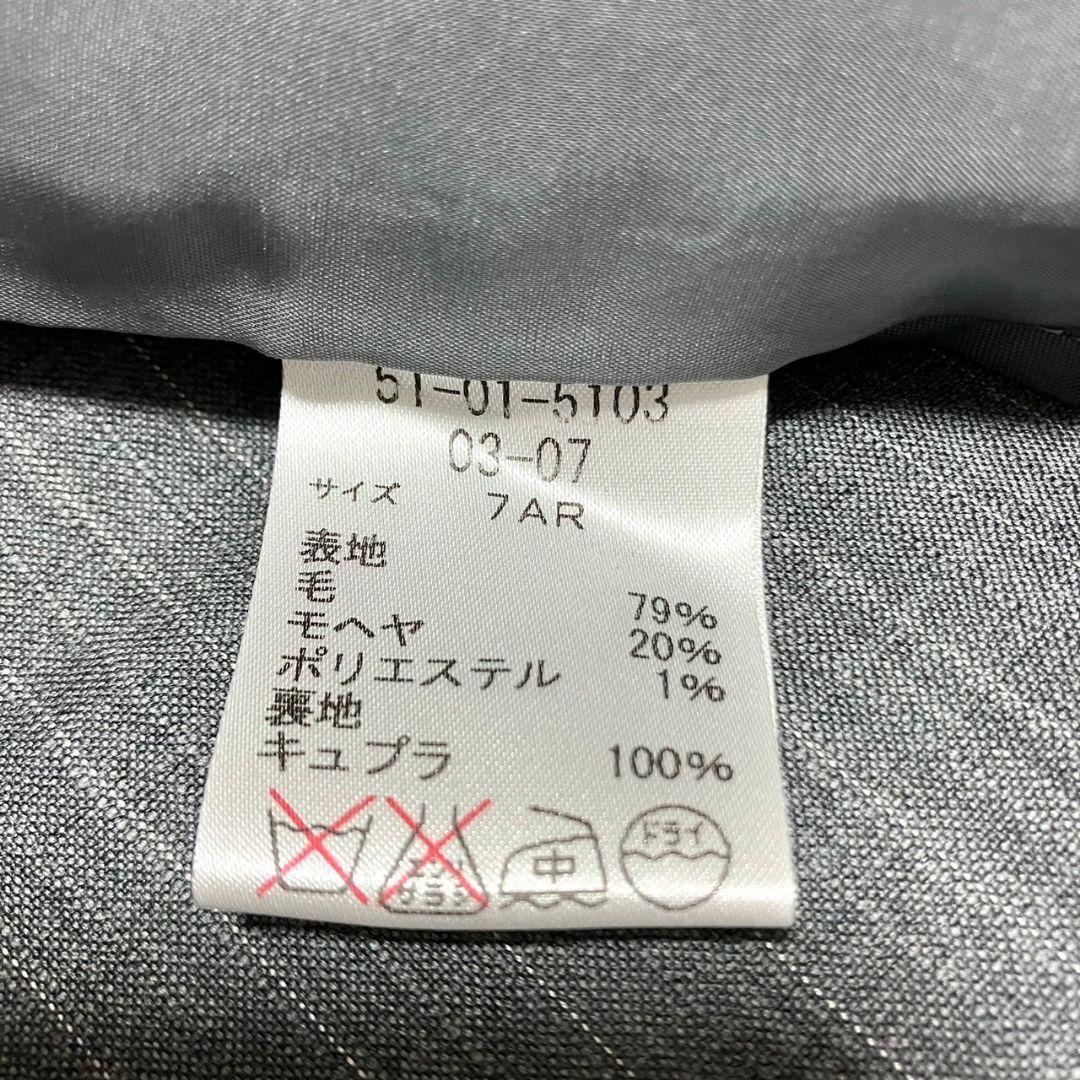 51-01-5103
03-07
サイズ 7AR
表地
毛 79%
モヘヤ 20%
ポリエステル 1%
裏地
キュプラ 100%
中 ドライ